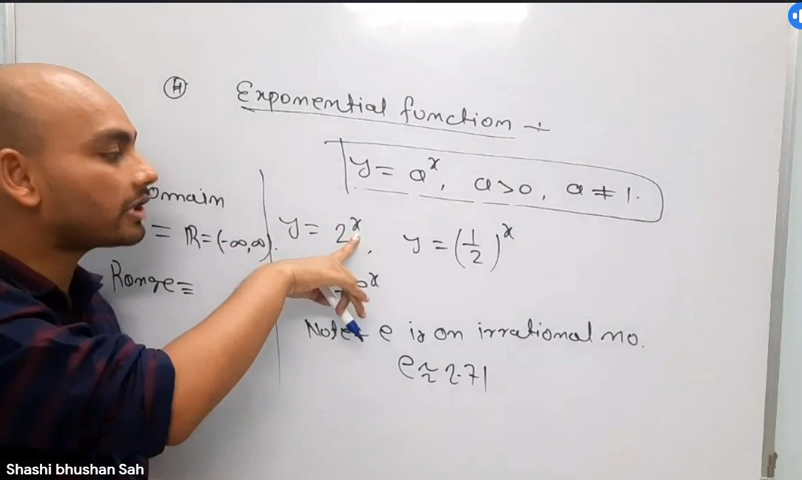 (4) Exponential function :-
y = a^x, a > 0, a ≠ 1.
omain
= R = (-∞, ∞).
y = 2^x, y = (1/2)^x
Range =
x
Note e is an irrational no.
e ≈ 2.71
Shashi bhushan Sah